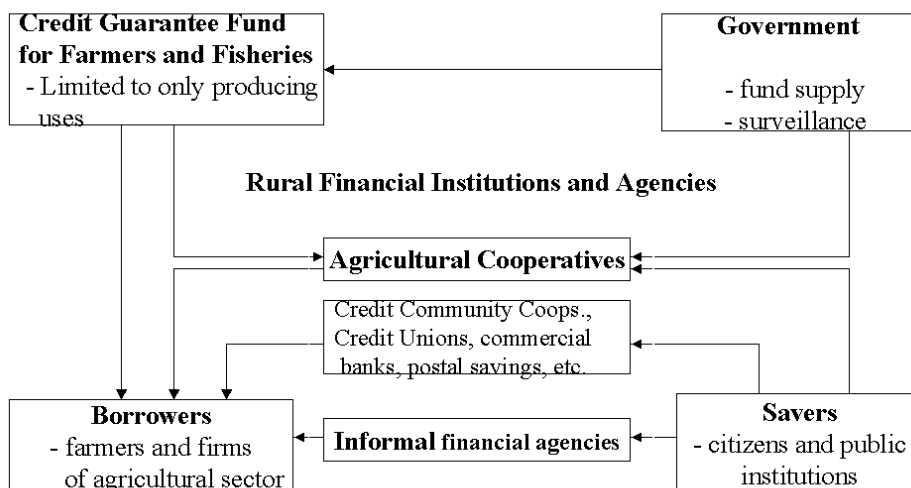 Credit Guarantee Fund
for Farmers and Fisheries
- Limited to only producing
uses
Government
- fund supply
- surveillance
Rural Financial Institutions and Agencies
Agricultural Cooperatives
Credit Community Coops.,
Credit Unions, commercial
banks, postal savings, etc.
Borrowers
- farmers and firms
of agricultural sector
Informal financial agencies
Savers
- citizens and public
institutions